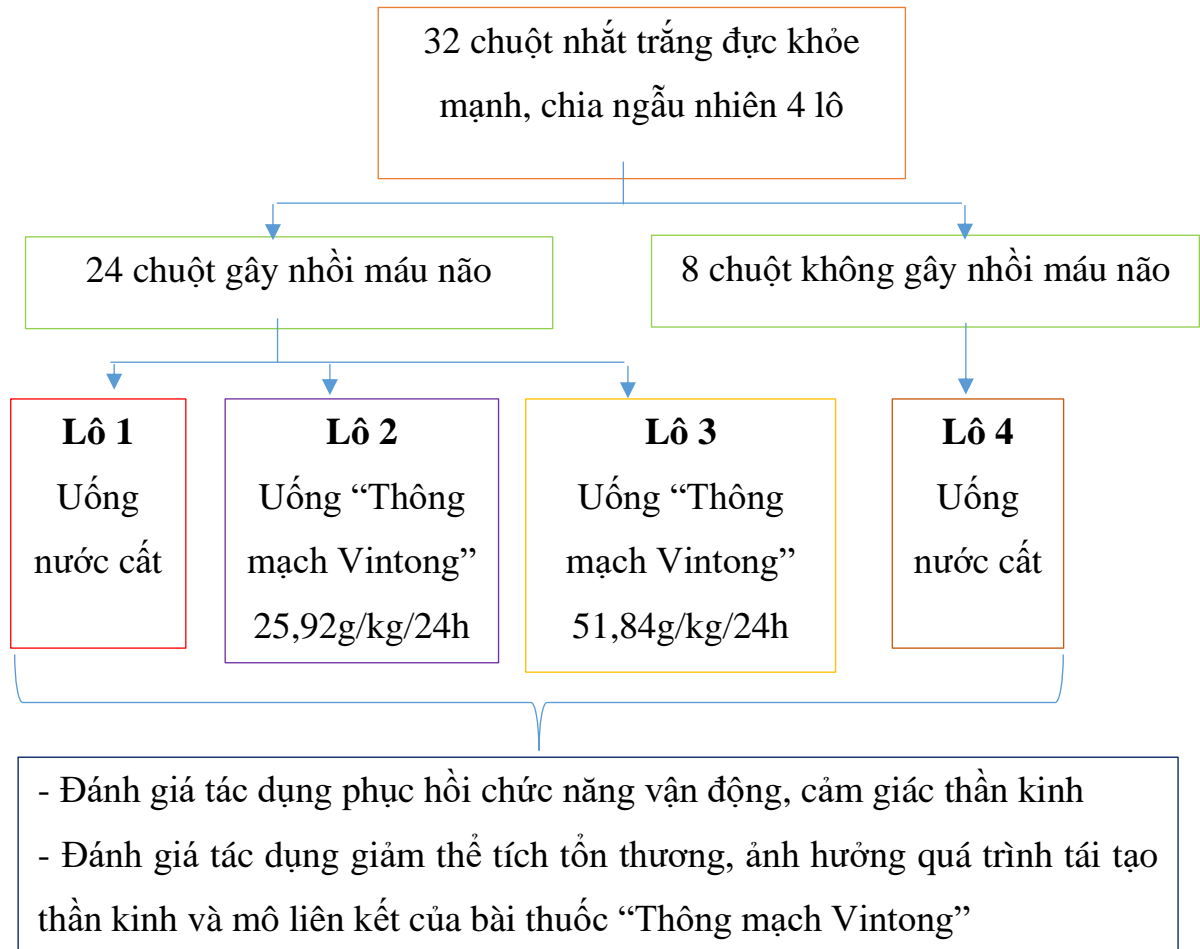 32 chuột nhắt trắng đực khỏe
mạnh, chia ngẫu nhiên 4 lô
24 chuột gây nhồi máu não
8 chuột không gây nhồi máu não
Lô 1
Uống
nước cất
Lô 2
Uống “Thông
mạch Vintong”
25,92g/kg/24h
Lô 3
Uống “Thông
mạch Vintong”
51,84g/kg/24h
Lô 4
Uống
nước cất
- Đánh giá tác dụng phục hồi chức năng vận động, cảm giác thần kinh
- Đánh giá tác dụng giảm thể tích tổn thương, ảnh hưởng quá trình tái tạo
thần kinh và mô liên kết của bài thuốc “Thông mạch Vintong”